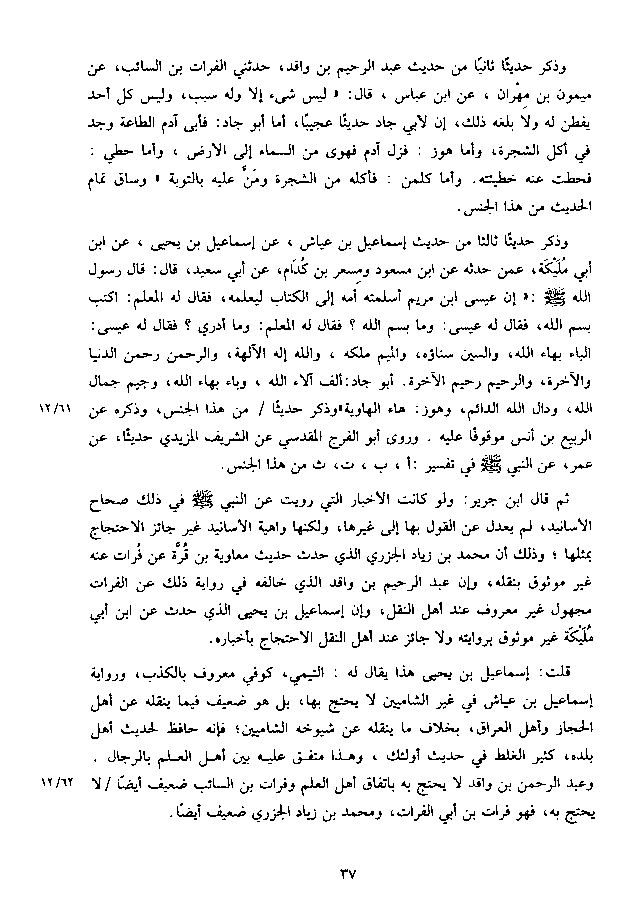 وذكر حديثًا ثانيًا من حديث عبد الرحيم بن واقد، حدثني الفرات بن السائب، عن
ميمون بن مِهْران ، عن ابن عباس ، قال: « ليس شيء إلا وله سبب، وليس كل أحد
يفطن له ولا بلغه ذلك، إن لأبي جاد حديثًا عجيبًا، أما أبو جاد: فأبى آدم الطاعة وجد
في أكل الشجرة، وأما هوز : فزل آدم فهوى من السماء إلى الأرض ، وأما حطي :
فحطت عنه خطيئته. وأما كلمن : فأكله من الشجرة ومَنَّ عليه بالتوبة » وساق تمام
الحديث من هذا الجنس.
وذكر حديثًا ثالثا من حديث إسماعيل بن عياش ، عن إسماعيل بن يحيى ، عن ابن
أبي مُلَيْكَة، عمن حدثه عن ابن مسعود ومِسعر بن كُدَام، عن أبي سعيد، قال: قال رسول
الله ﷺ :« إن عيسى ابن مريم أسلمته أمه إلى الكتاب ليعلمه، فقال له المعلم: اكتب
بسم الله، فقال له عيسى: وما بسم الله ؟ فقال له المعلم: وما أدري ؟ فقال له عيسى:
الباء بهاء الله، والسين سناؤه، والميم ملكه ، والله إله الآلهة، والرحمن رحمن الدنيا
والآخرة، والرحيم رحيم الآخرة. أبو جاد:ألف آلاء الله ، وباء بهاء الله، وجيم جمال
الله، ودال الله الدائم، وهوز: هاء الهاوية»وذكر حديثًا / من هذا الجنس، وذكره عن ١٢/٦١
الربيع بن أنس موقوفًا عليه . وروى أبو الفرج المقدسي عن الشريف المزيدي حديثًا، عن
عمر، عن النبي ﷺ في تفسير :أ ، ب ، ت، ث من هذا الجنس.
ثم قال ابن جرير: ولو كانت الأخبار التي رويت عن النبي ﷺ في ذلك صحاح
الأسانيد، لم يعدل عن القول بها إلى غيرها، ولكنها واهية الأسانيد غير جائز الاحتجاج
بمثلها ؛ وذلك أن محمد بن زياد الجزري الذي حدث حديث معاوية بن قُرَّة عن فُرات عنه
غير موثوق بنقله، وإن عبد الرحيم بن واقد الذي خالفه في رواية ذلك عن الفرات
مجهول غير معروف عند أهل النقل، وإن إسماعيل بن يحيى الذي حدث عن ابن أبي
مُلَيْكَة غير موثوق بروايته ولا جائز عند أهل النقل الاحتجاج بأخباره.
قلت: إسماعيل بن يحيى هذا يقال له : التيمي، كوفي معروف بالكذب، ورواية
إسماعيل بن عياش في غير الشاميين لا يحتج بها، بل هو ضعيف فيما ينقله عن أهل
الحجاز وأهل العراق، بخلاف ما ينقله عن شيوخه الشاميين؛ فإنه حافظ لحديث أهل
بلده، كثير الغلط في حديث أولئك ، وهذا متفق عليه بين أهل العلم بالرجال .
وعبد الرحمن بن واقد لا يحتج به باتفاق أهل العلم وفرات بن السائب ضعيف أيضًا / لا ١٢/٦٢
يحتج به، فهو فرات بن أبي الفرات، ومحمد بن زياد الجزري ضعيف أيضًا.
٣٧